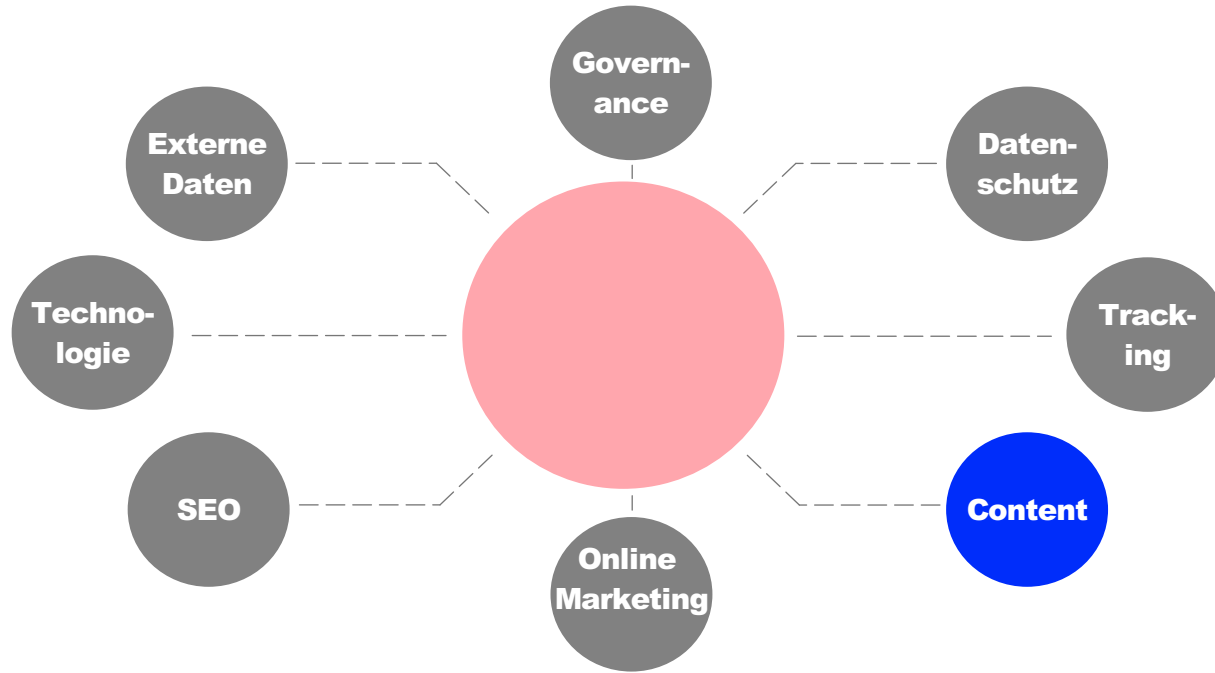 Govern-
ance
Externe
Daten
Daten-
schutz
Techno-
logie
Track-
ing
SEO
Content
Online
Marketing